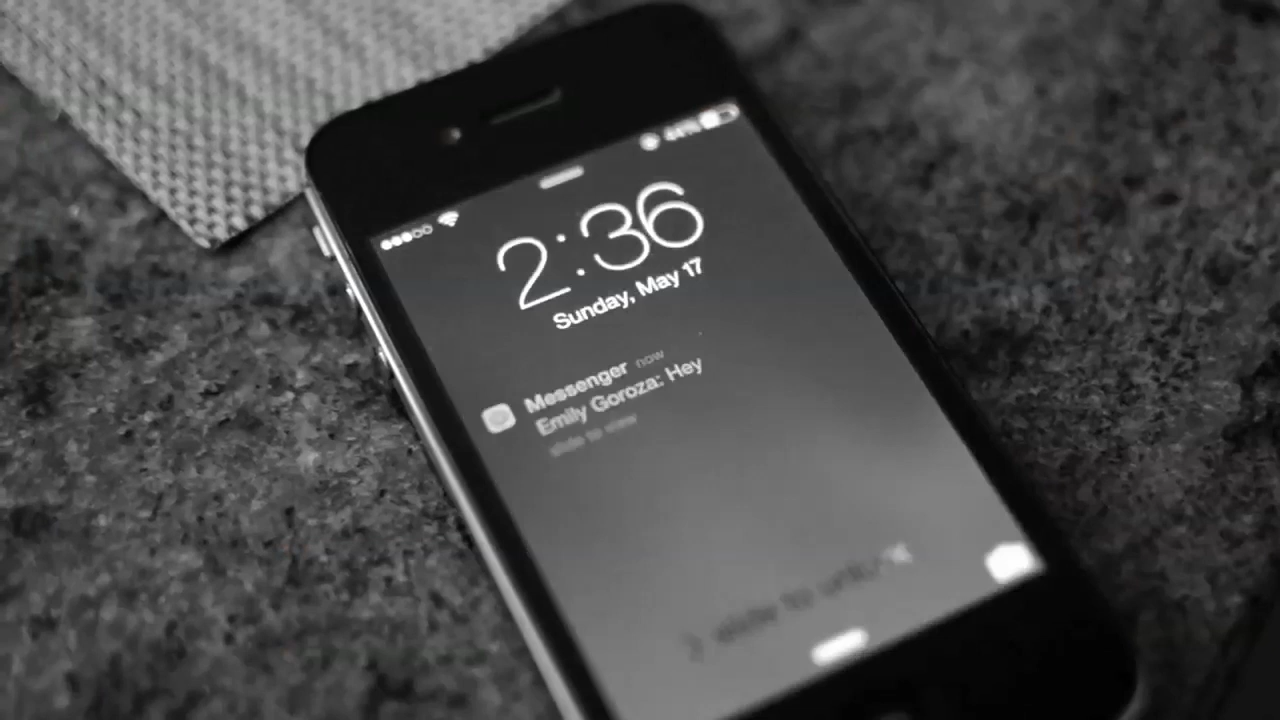 44%
2:36
Sunday, May 17
Messenger now
Emily Goroza: Hey
slide to view
slide to unlock